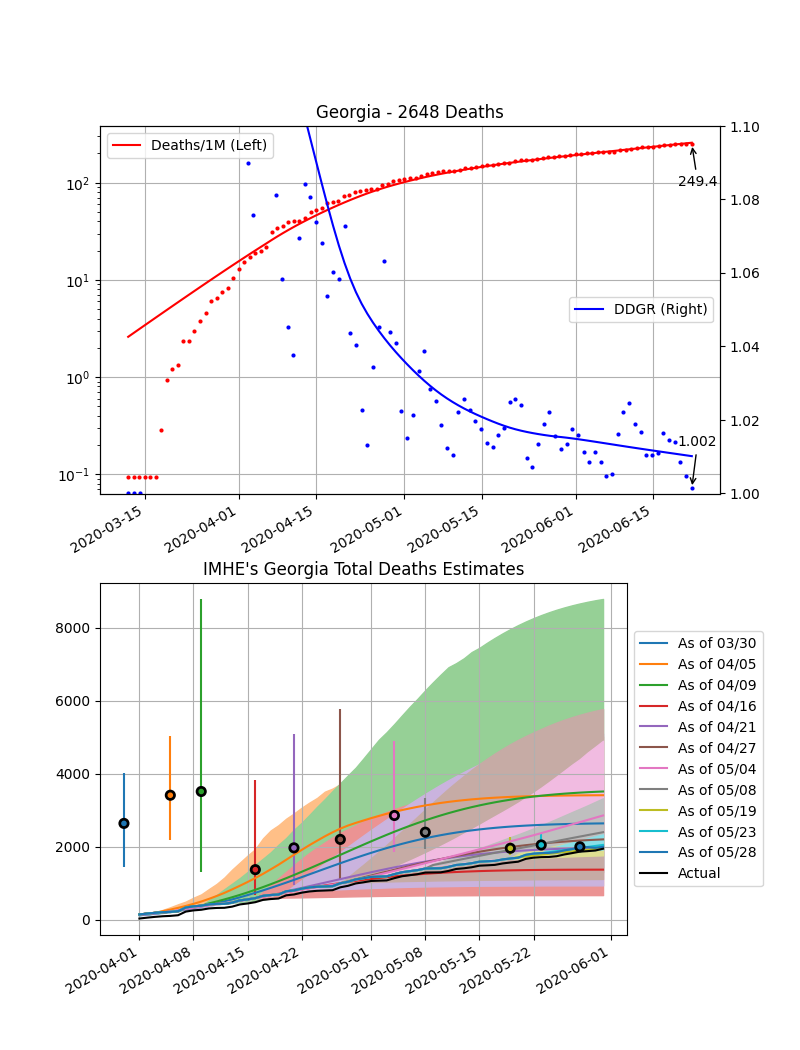 Georgia - 2648 Deaths
Deaths/1M (Left)
DDGR (Right)
249.4
1.002
10²
10¹
10⁰
10⁻¹
1.10
1.08
1.06
1.04
1.02
1.00
2020-03-15
2020-04-01
2020-04-15
2020-05-01
2020-05-15
2020-06-01
2020-06-15
IMHE's Georgia Total Deaths Estimates
8000
6000
4000
2000
0
2020-04-01
2020-04-08
2020-04-15
2020-04-22
2020-05-01
2020-05-08
2020-05-15
2020-05-22
2020-06-01
As of 03/30
As of 04/05
As of 04/09
As of 04/16
As of 04/21
As of 04/27
As of 05/04
As of 05/08
As of 05/19
As of 05/23
As of 05/28
Actual